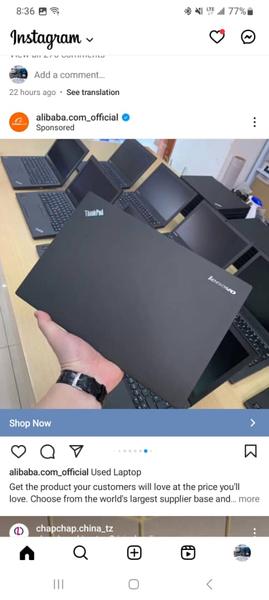 8:36
77%
Instagram
View all 276 comments
Add a comment...
22 hours ago • See translation
alibaba.com_official
Sponsored
ThinkPad
lenovo
Shop Now
alibaba.com_official Used Laptop
Get the product your customers will love at the price you'll
love. Choose from the world's largest supplier base and... more
chapchap.china_tz